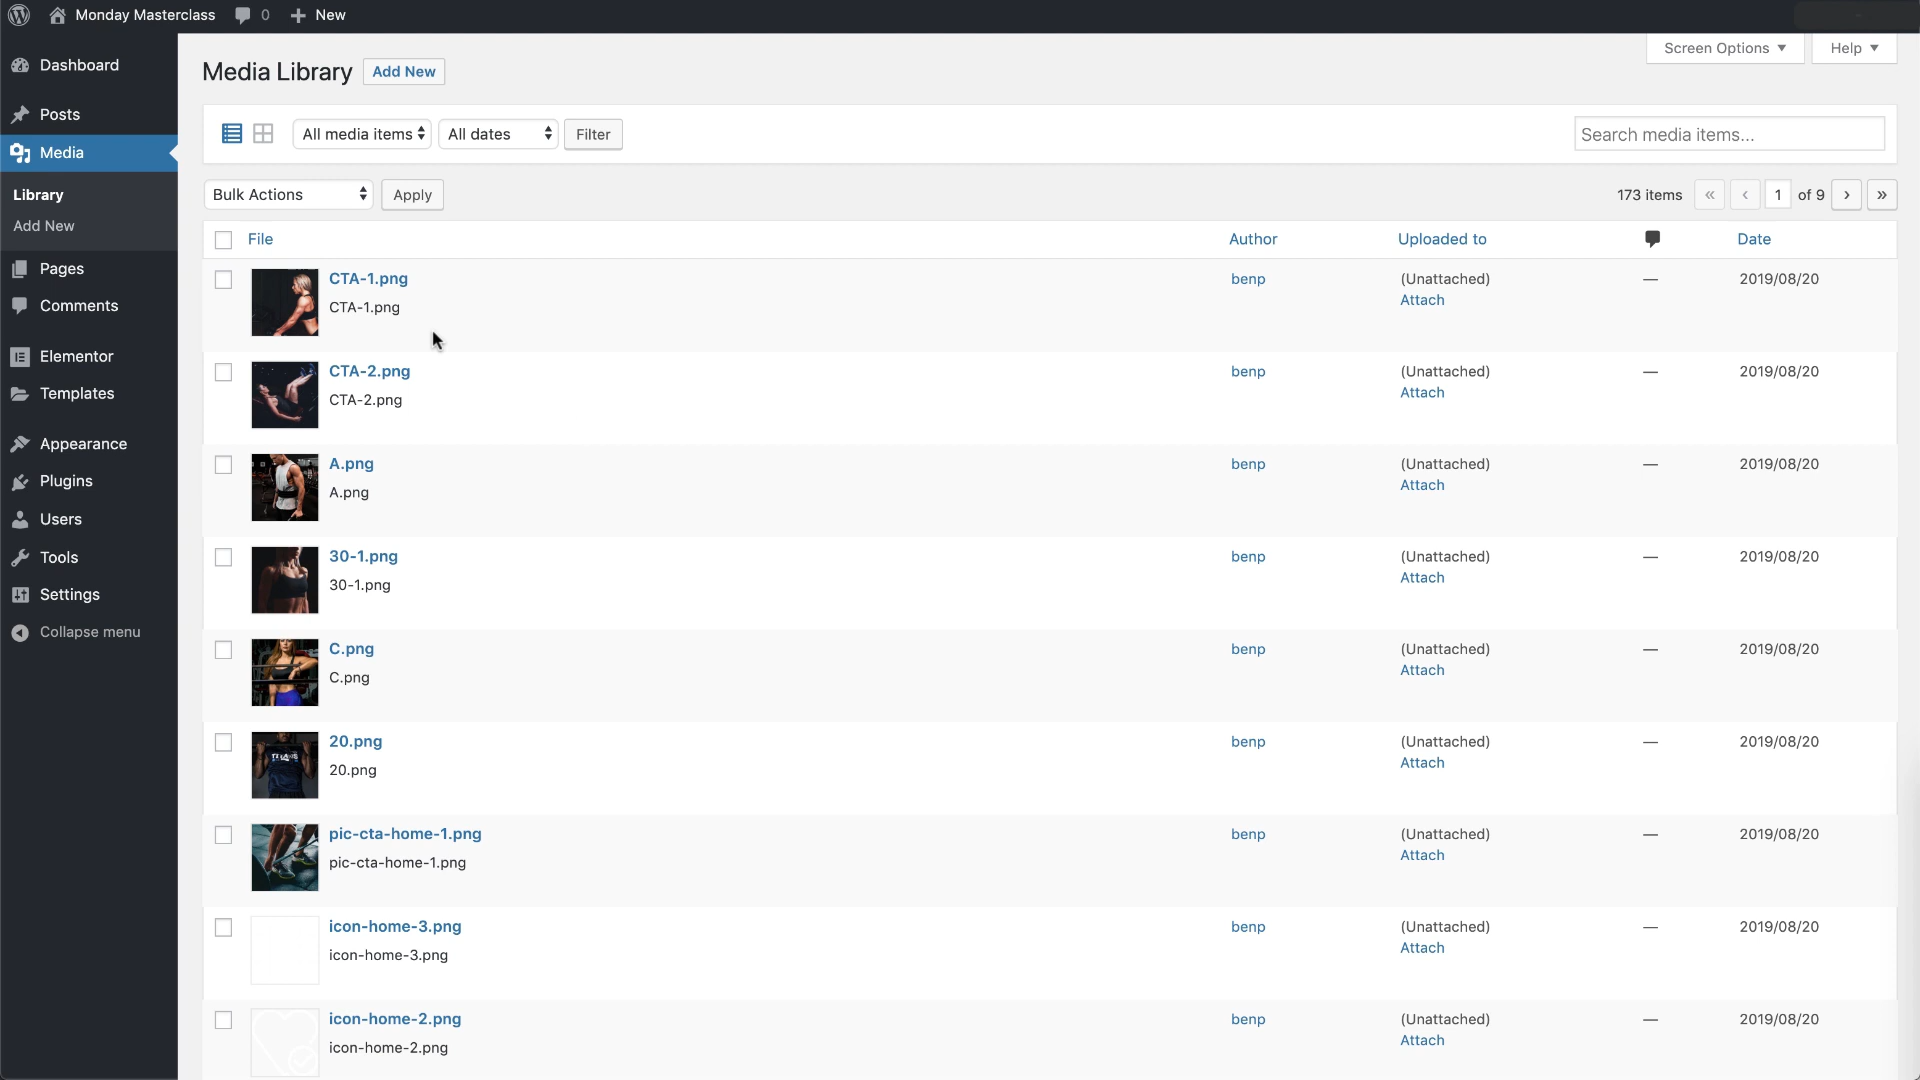 Monday Masterclass 0 New
Screen Options Help
Dashboard
Posts
Media
Library
Add New
Pages
Comments
Elementor
Templates
Appearance
Plugins
Users
Tools
Settings
Collapse menu
Media Library Add New
All media items All dates Filter Search media items...
Bulk Actions Apply 173 items « ‹ 1 of 9 › »
File Author Uploaded to Date
CTA-1.png benp (Unattached) — 2019/08/20
CTA-1.png Attach
CTA-2.png benp (Unattached) — 2019/08/20
CTA-2.png Attach
A.png benp (Unattached) — 2019/08/20
A.png Attach
30-1.png benp (Unattached) — 2019/08/20
30-1.png Attach
C.png benp (Unattached) — 2019/08/20
C.png Attach
20.png benp (Unattached) — 2019/08/20
20.png Attach
pic-cta-home-1.png benp (Unattached) — 2019/08/20
pic-cta-home-1.png Attach
icon-home-3.png benp (Unattached) — 2019/08/20
icon-home-3.png Attach
icon-home-2.png benp (Unattached) — 2019/08/20
icon-home-2.png Attach